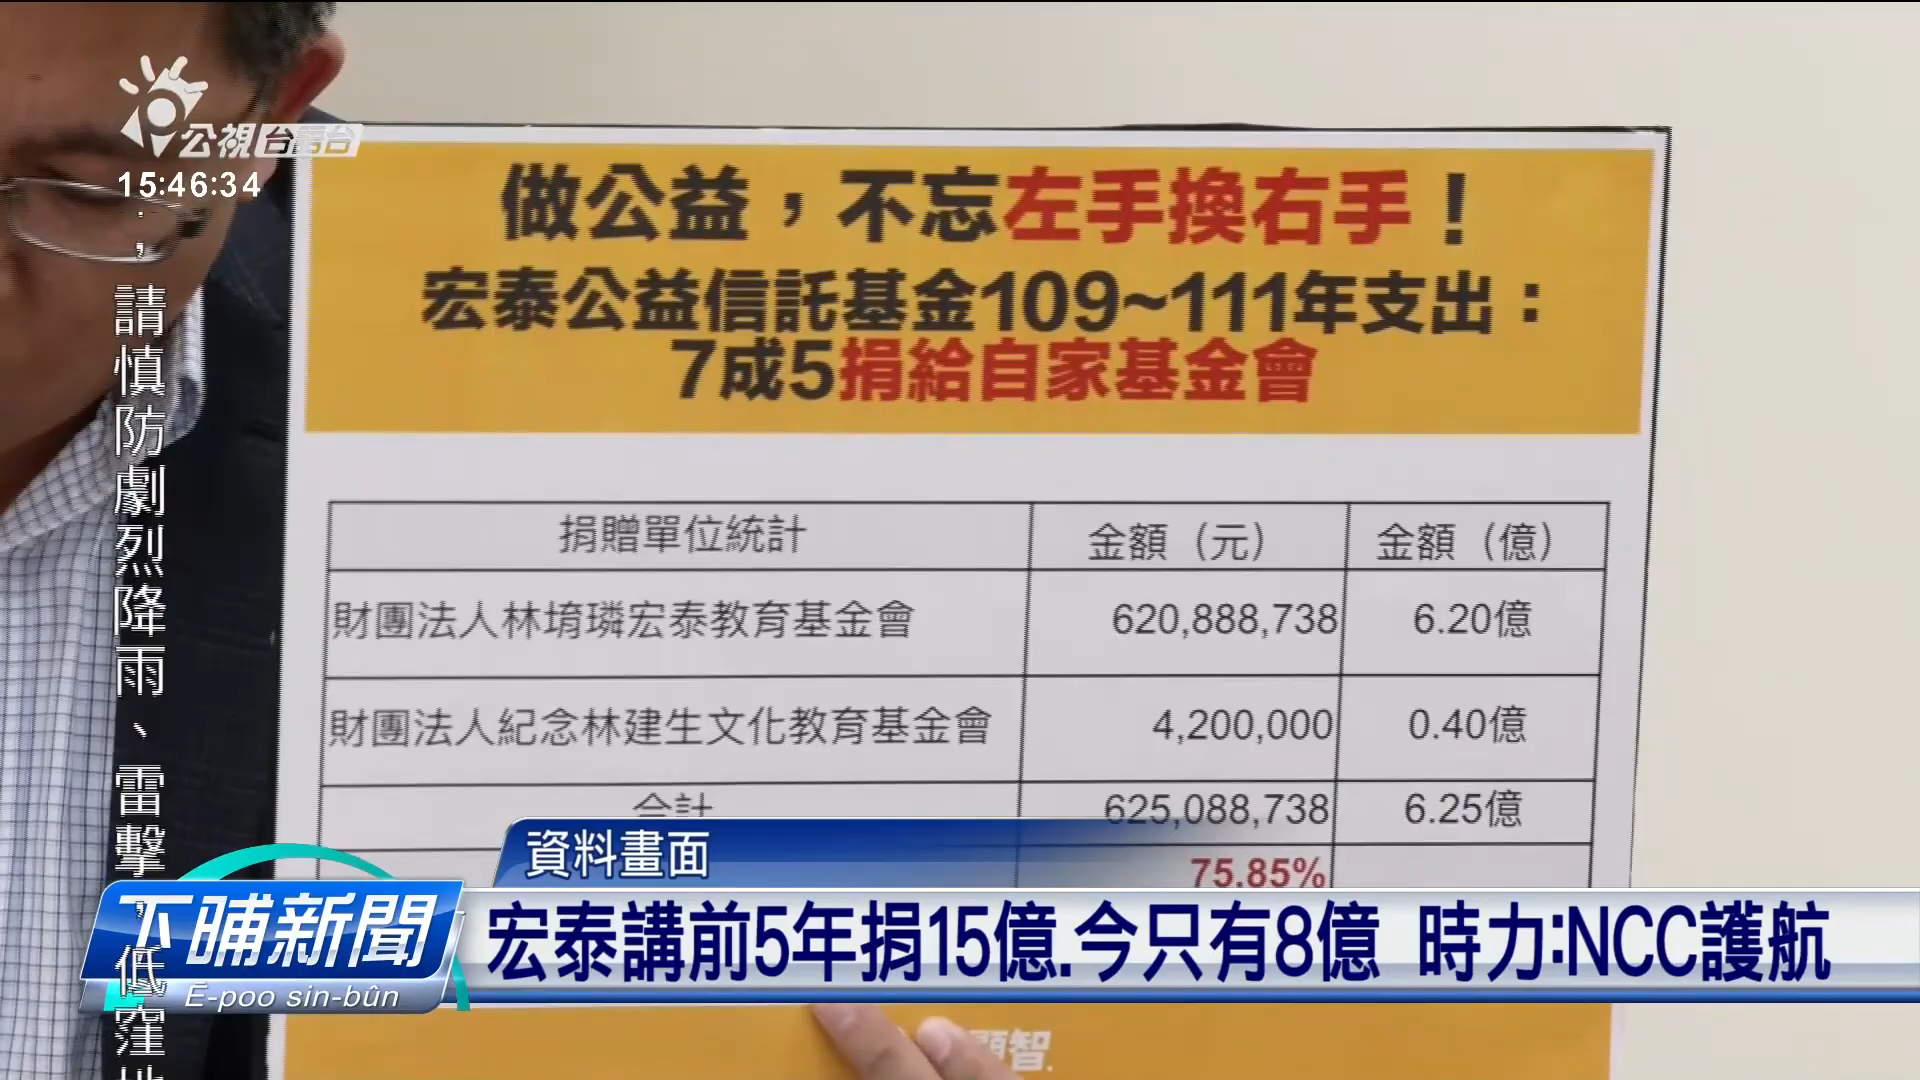 公視台語台
15:46:34
，請慎防劇烈降雨、雷擊，低窪地
做公益，不忘左手換右手！
宏泰公益信託基金109~111年支出：
7成5捐給自家基金會
捐贈單位統計 金額（元） 金額（億）
財團法人林堉璘宏泰教育基金會 620,888,738 6.20億
財團法人紀念林建生文化教育基金會 4,200,000 0.40億
合計 625,088,738 6.25億
75.85%
資料畫面
下晡新聞
Ē-poo sin-bûn
宏泰講前5年捐15億.今只有8億 時力:NCC護航
顯智